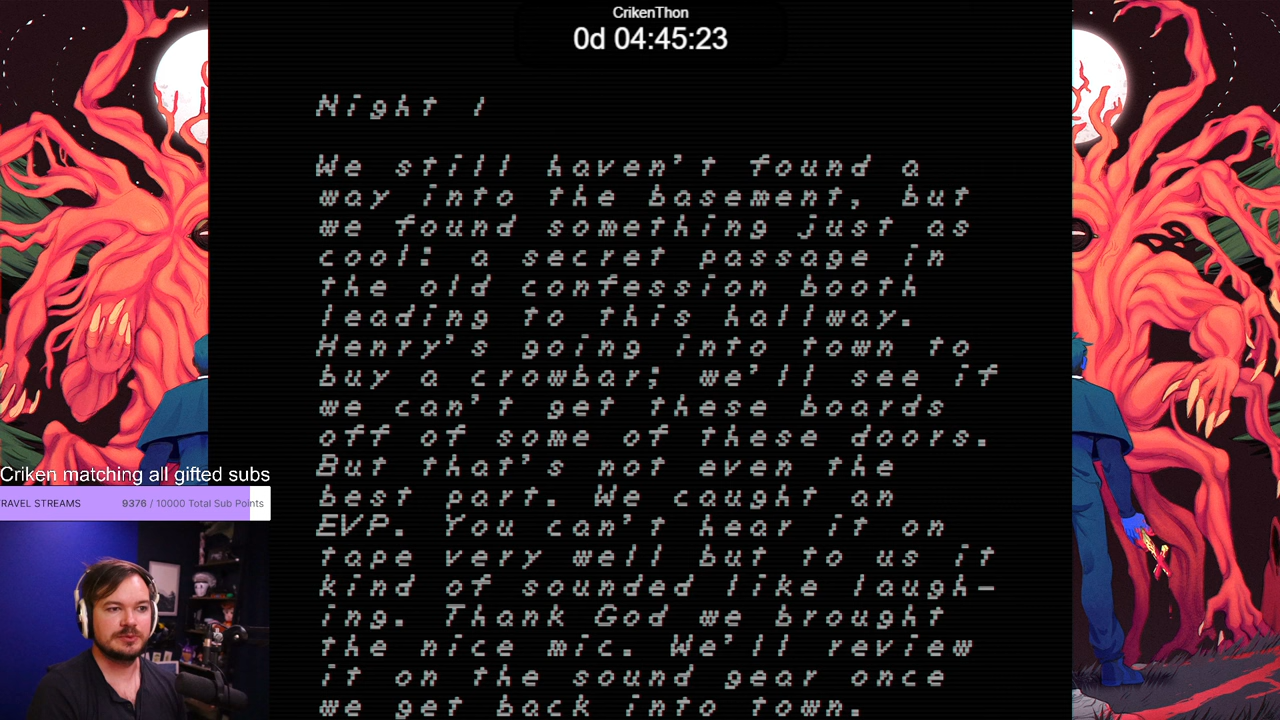 CrikenThon
0d 04:45:23
Night 1
We still haven't found a
way into the basement, but
we found something just as
cool: a secret passage in
the old confession booth
leading to this hallway.
Henry's going into town to
buy a crowbar; we'll see if
we can't get these boards
off of some of these doors.
But that's not even the
best part. We caught an
EVP. You can't hear it on
tape very well but to us it
kind of sounded like laugh-
ing. Thank God we brought
the nice mic. We'll review
it on the sound gear once
we get back into town.
Criken matching all gifted subs
RAVEL STREAMS 9376 / 10000 Total Sub Points